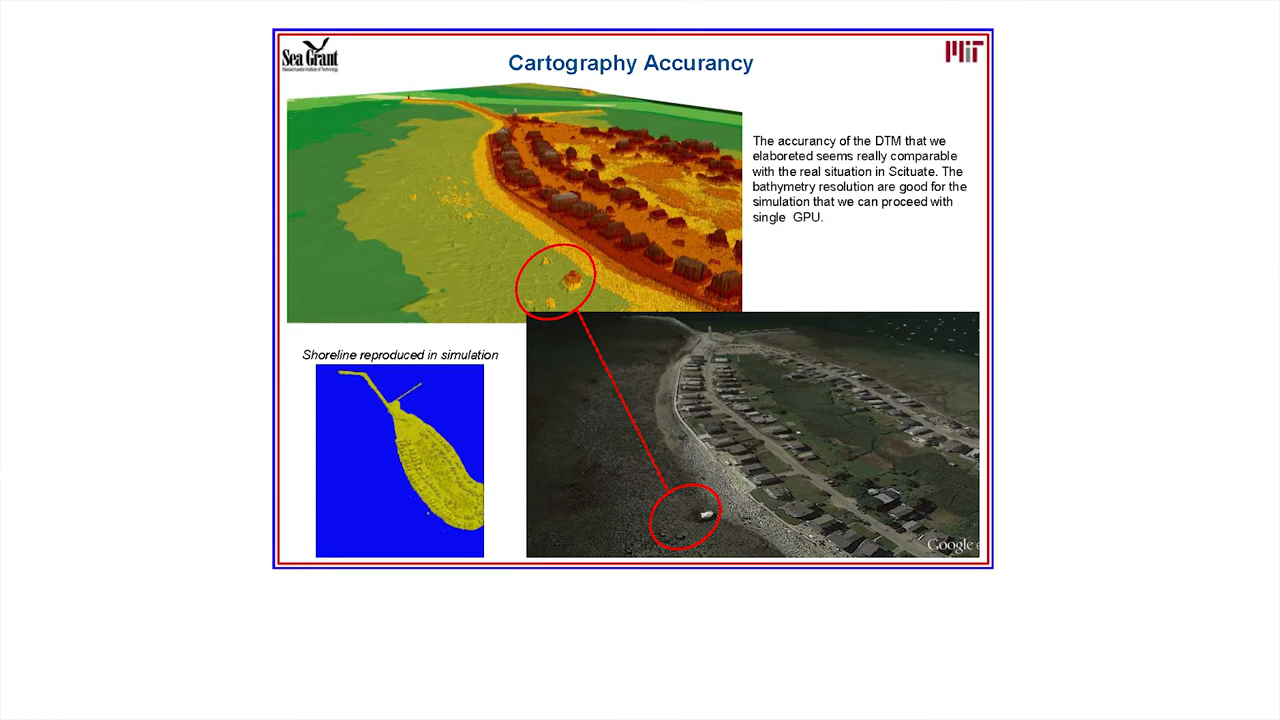 Sea Grant
Massachusetts Institute of Technology
MiT
Cartography Accurancy
The accurancy of the DTM that we
elaboreted seems really comparable
with the real situation in Scituate. The
bathymetry resolution are good for the
simulation that we can proceed with
single GPU.
Shoreline reproduced in simulation
Google e